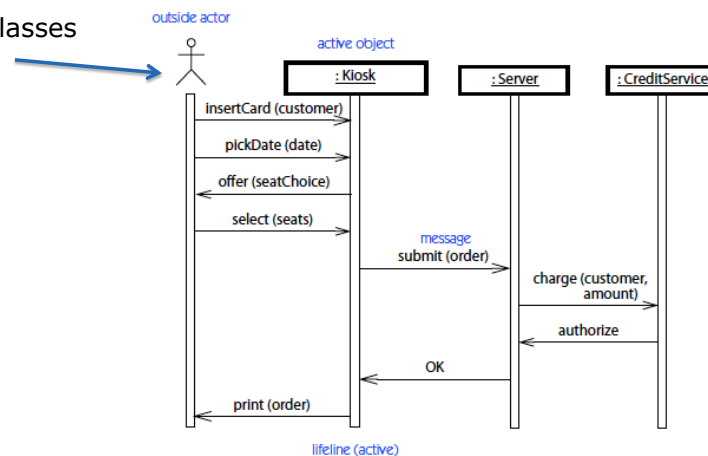 outside actor
lasses
active object
: Kiosk
: Server
: CreditService
insertCard (customer)
pickDate (date)
offer (seatChoice)
select (seats)
message
submit (order)
charge (customer,
amount)
authorize
OK
print (order)
lifeline (active)